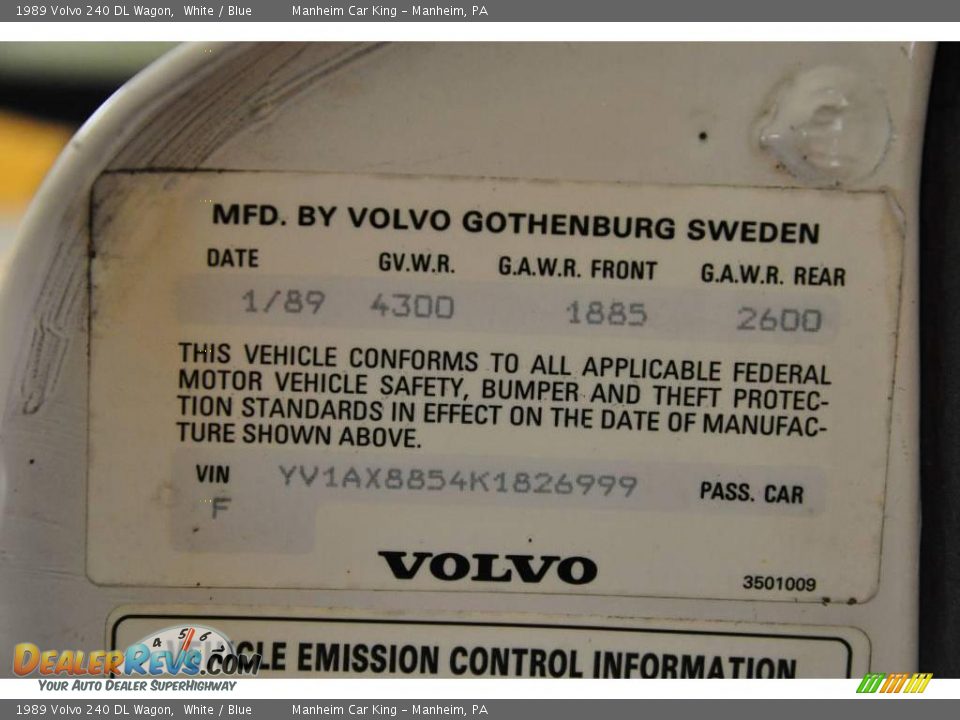 1989 Volvo 240 DL Wagon, White / Blue Manheim Car King - Manheim, PA
MFD. BY VOLVO GOTHENBURG SWEDEN
DATE GV.W.R. G.A.W.R. FRONT G.A.W.R. REAR
1/89 4300 1885 2600
THIS VEHICLE CONFORMS TO ALL APPLICABLE FEDERAL
MOTOR VEHICLE SAFETY, BUMPER AND THEFT PROTEC-
TION STANDARDS IN EFFECT ON THE DATE OF MANUFAC-
TURE SHOWN ABOVE.
VIN YV1AX8854K1826999 PASS. CAR
F
VOLVO
3501009
VEHICLE EMISSION CONTROL INFORMATION
4 5 6
DEALERREVS.COM
YOUR AUTO DEALER SUPERHIGHWAY
1989 Volvo 240 DL Wagon, White / Blue Manheim Car King - Manheim, PA